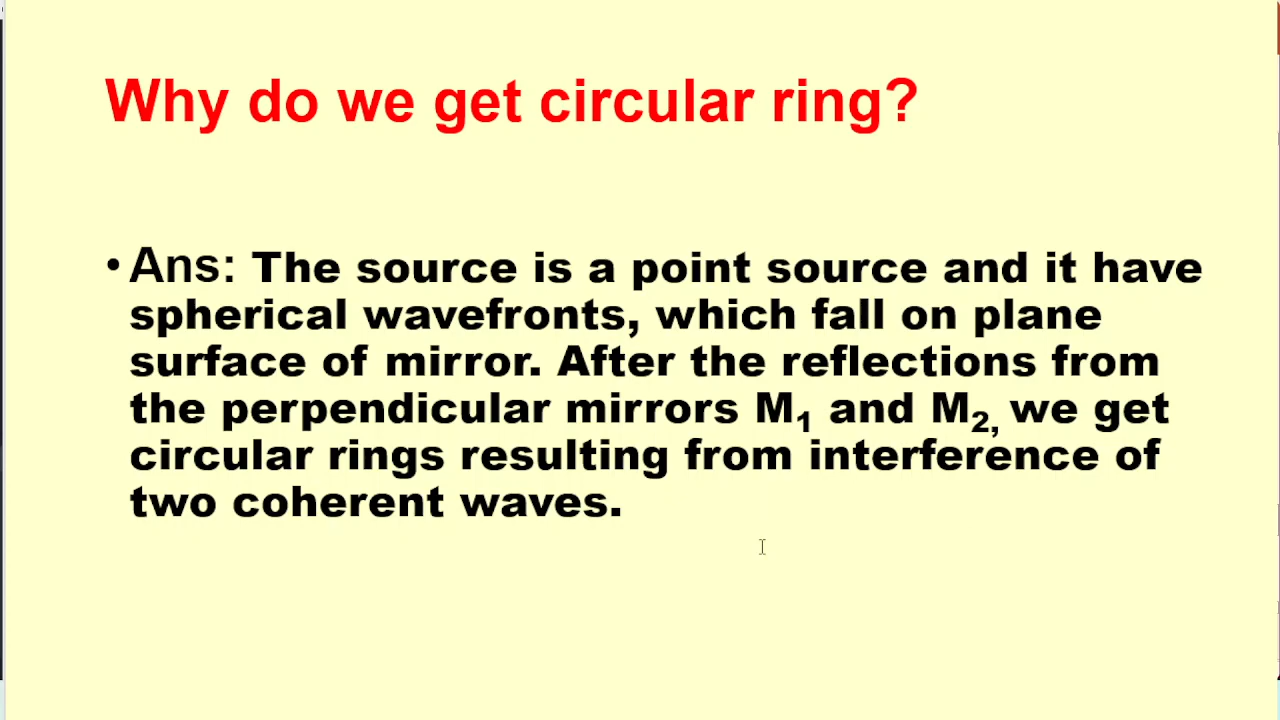 Why do we get circular ring?
• Ans: The source is a point source and it have
spherical wavefronts, which fall on plane
surface of mirror. After the reflections from
the perpendicular mirrors M₁ and M₂, we get
circular rings resulting from interference of
two coherent waves.